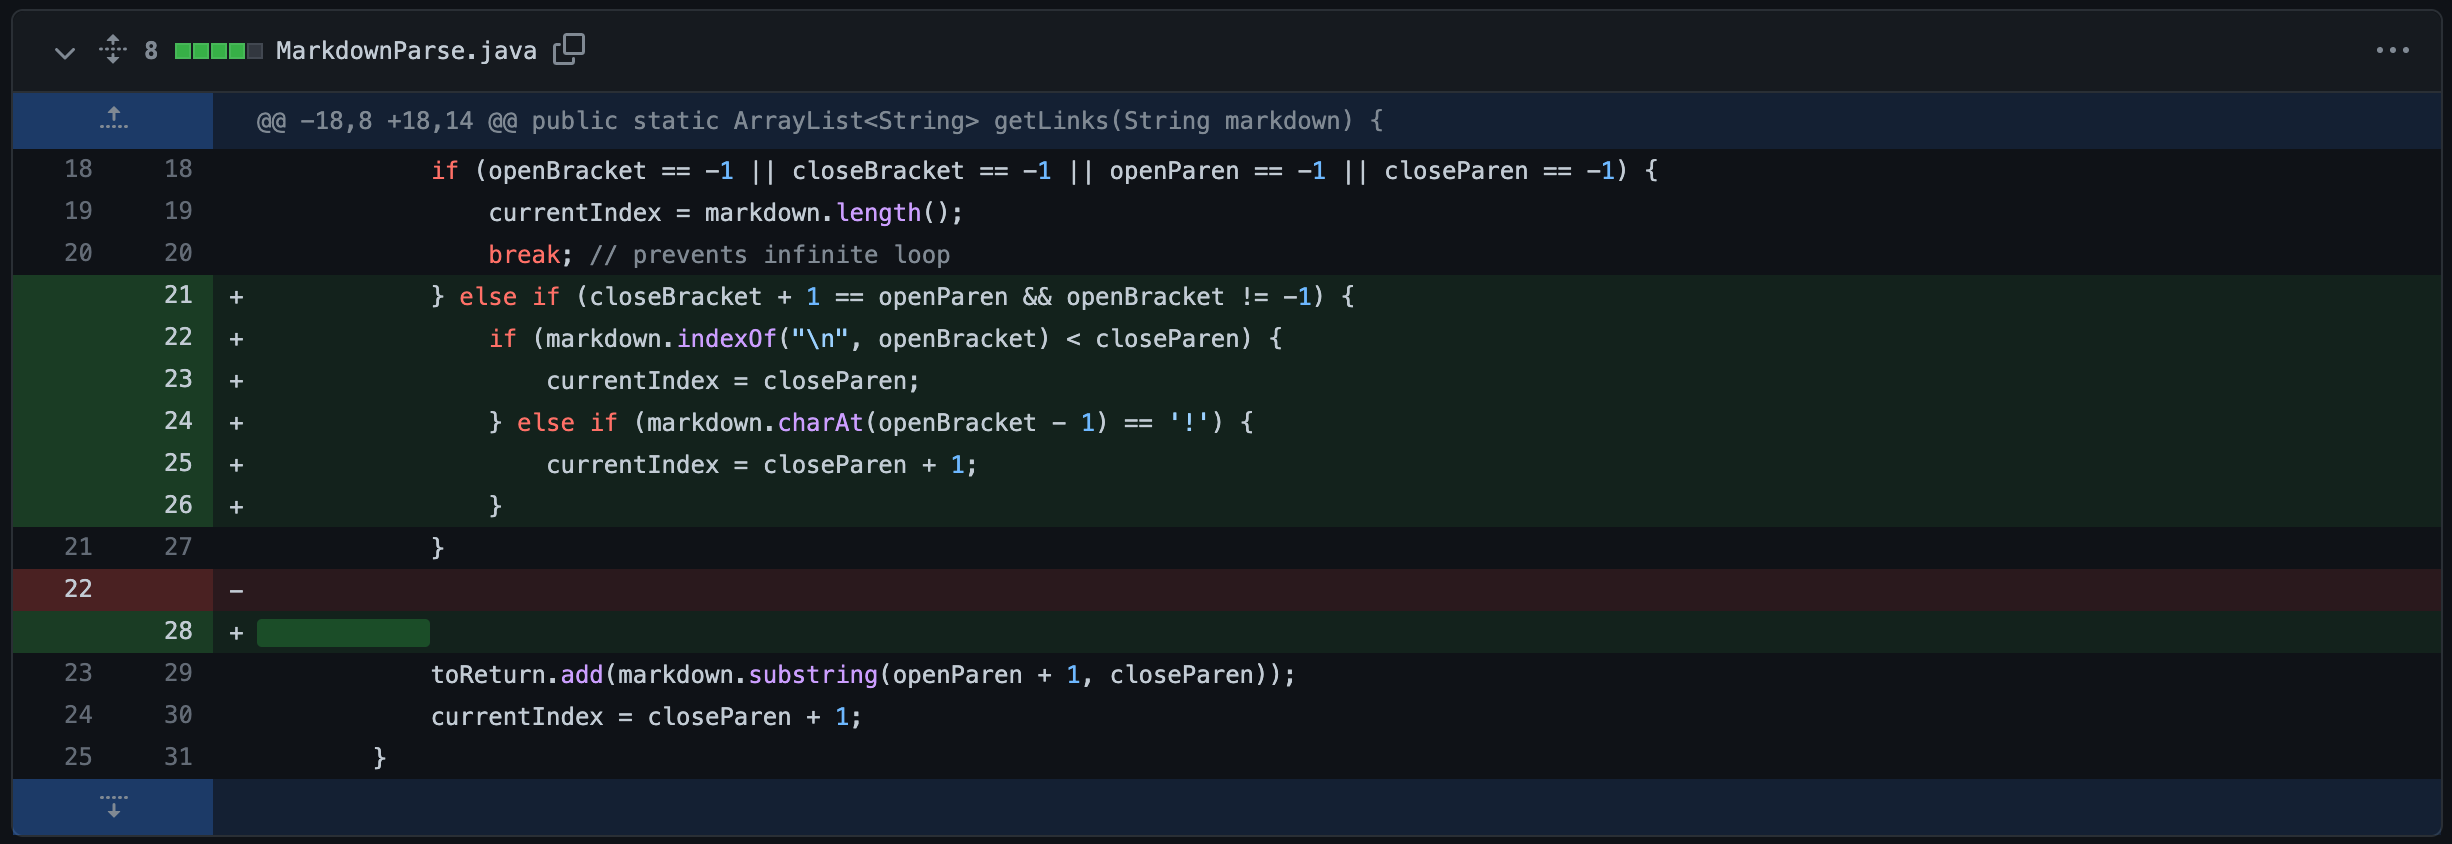 8 MarkdownParse.java
@@ -18,8 +18,14 @@ public static ArrayList<String> getLinks(String markdown) {
18 18 if (openBracket == -1 || closeBracket == -1 || openParen == -1 || closeParen == -1) {
19 19 currentIndex = markdown.length();
20 20 break; // prevents infinite loop
21 + } else if (closeBracket + 1 == openParen && openBracket != -1) {
22 + if (markdown.indexOf("\n", openBracket) < closeParen) {
23 + currentIndex = closeParen;
24 + } else if (markdown.charAt(openBracket - 1) == '!') {
25 + currentIndex = closeParen + 1;
26 + }
21 27 }
22 -
28 +
23 29 toReturn.add(markdown.substring(openParen + 1, closeParen));
24 30 currentIndex = closeParen + 1;
25 31 }